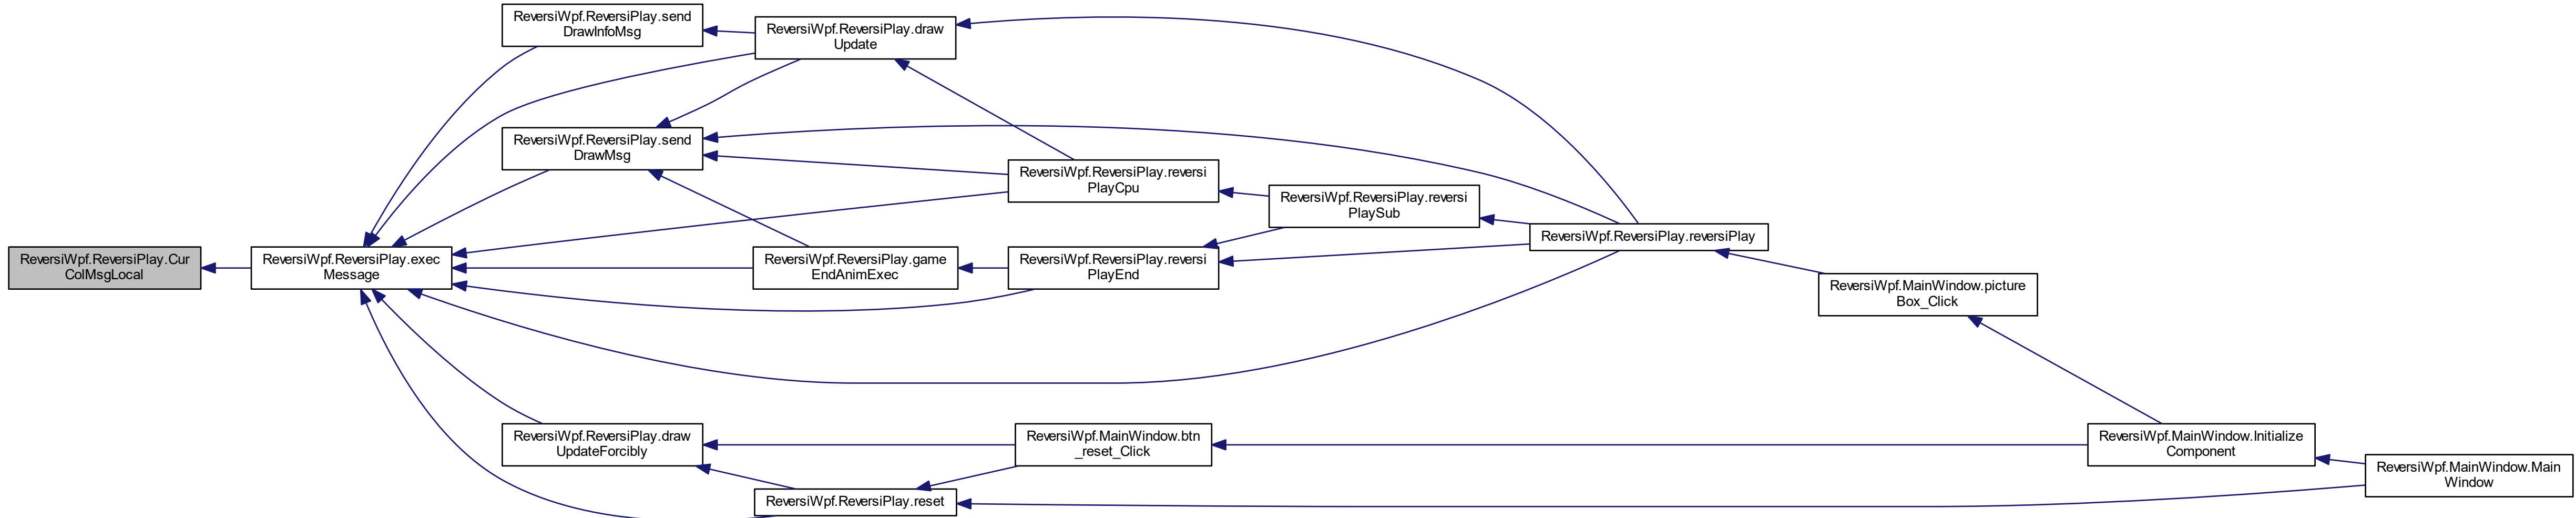 ReversiWpf.ReversiPlay.Cur
ColMsgLocal
ReversiWpf.ReversiPlay.exec
Message
ReversiWpf.ReversiPlay.send
DrawInfoMsg
ReversiWpf.ReversiPlay.draw
Update
ReversiWpf.ReversiPlay.send
DrawMsg
ReversiWpf.ReversiPlay.game
EndAnimExec
ReversiWpf.ReversiPlay.reversi
PlayCpu
ReversiWpf.ReversiPlay.reversi
PlayEnd
ReversiWpf.ReversiPlay.reversi
PlaySub
ReversiWpf.ReversiPlay.reversiPlay
ReversiWpf.MainWindow.picture
Box_Click
ReversiWpf.ReversiPlay.draw
UpdateForcibly
ReversiWpf.ReversiPlay.reset
ReversiWpf.MainWindow.btn
_reset_Click
ReversiWpf.MainWindow.Initialize
Component
ReversiWpf.MainWindow.Main
Window